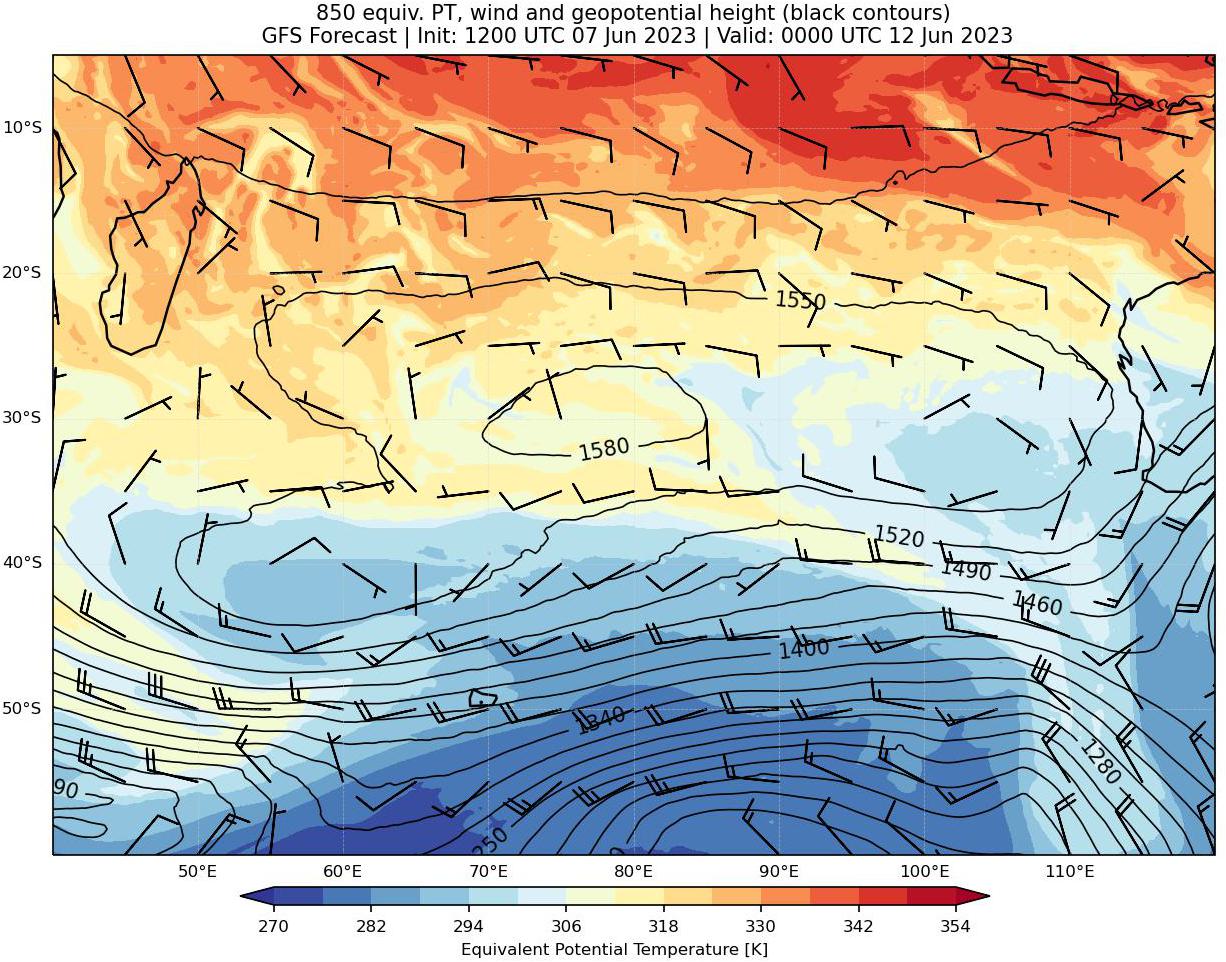 850 equiv. PT, wind and geopotential height (black contours)
GFS Forecast | Init: 1200 UTC 07 Jun 2023 | Valid: 0000 UTC 12 Jun 2023
10°S
20°S
1550
30°S
1580
1520
40°S
1490
1460
1400
50°S
1340
1280
90
250
0
50°E 60°E 70°E 80°E 90°E 100°E 110°E
270 282 294 306 318 330 342 354
Equivalent Potential Temperature [K]